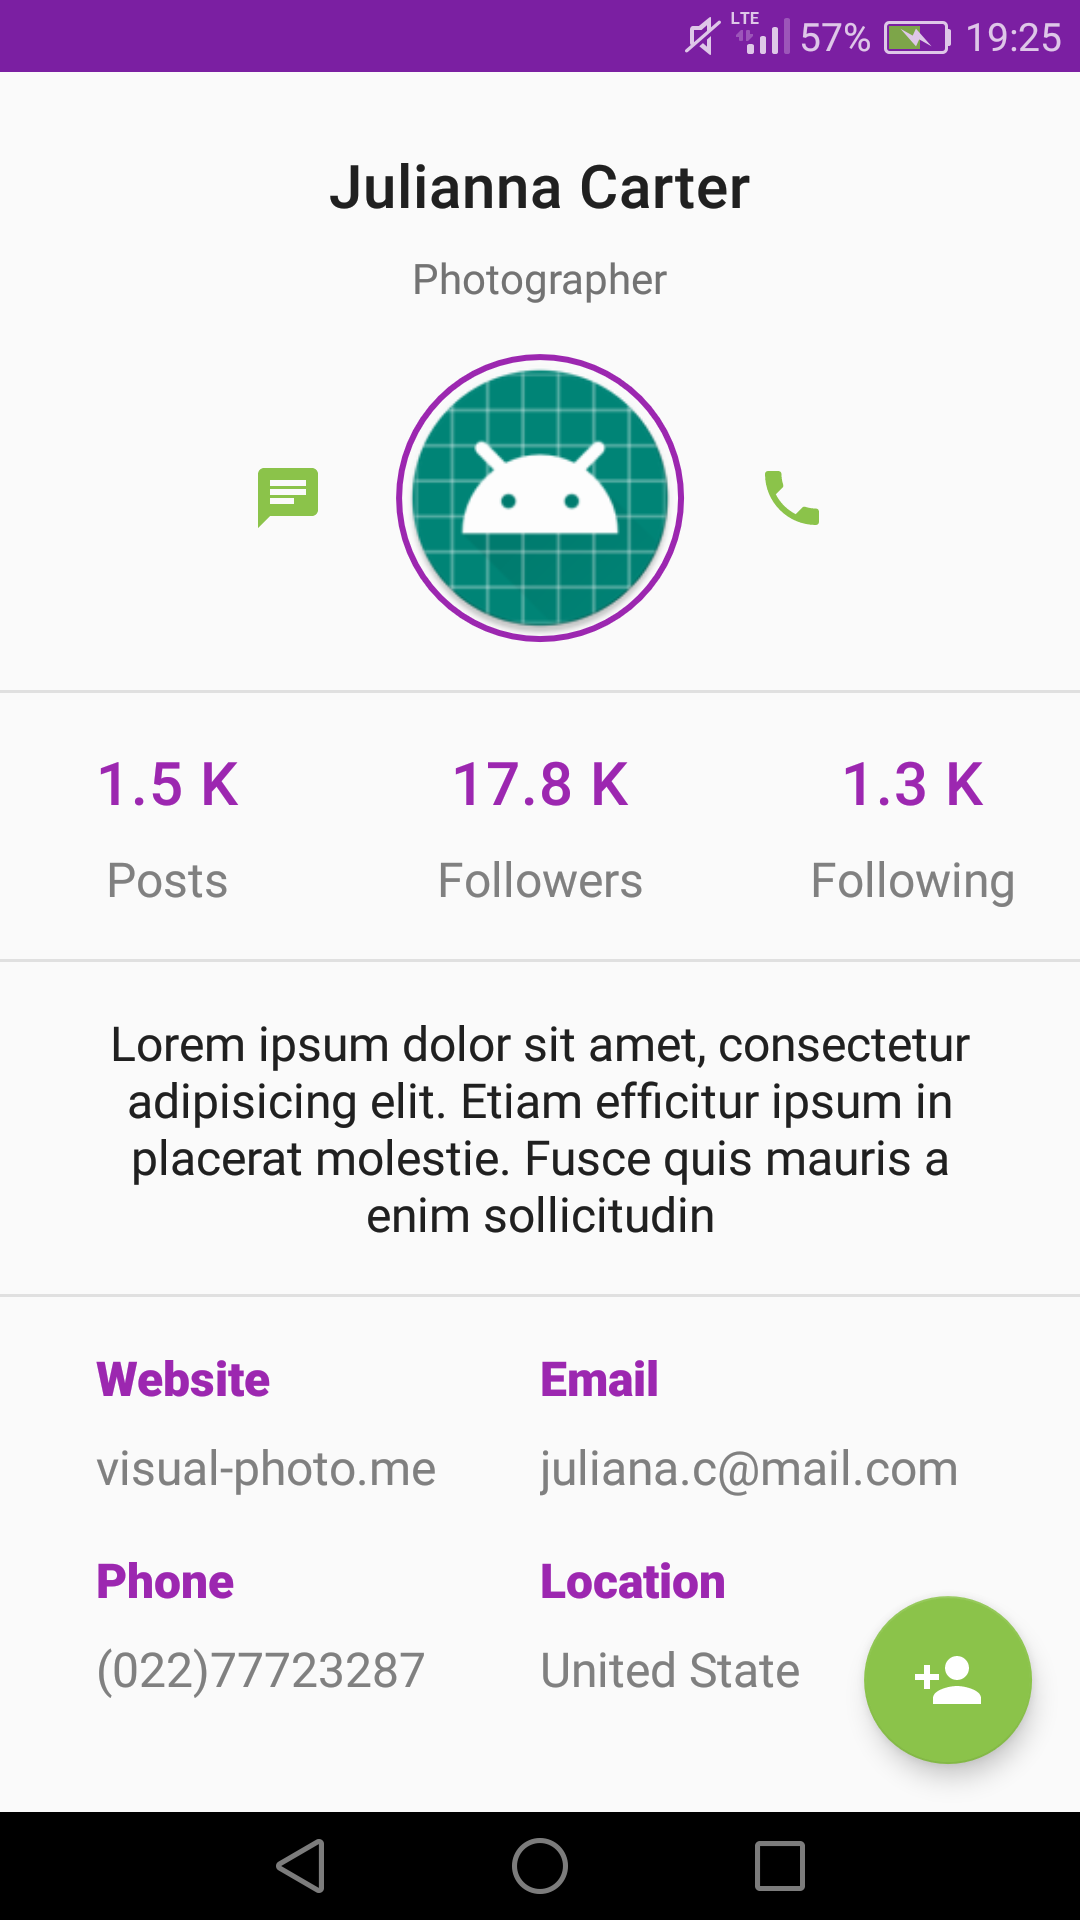 LTE 57% 19:25
Julianna Carter
Photographer
1.5 K 17.8 K 1.3 K
Posts Followers Following
Lorem ipsum dolor sit amet, consectetur
adipisicing elit. Etiam efficitur ipsum in
placerat molestie. Fusce quis mauris a
enim sollicitudin
Website Email
visual-photo.me juliana.c@mail.com
Phone Location
(022)77723287 United State